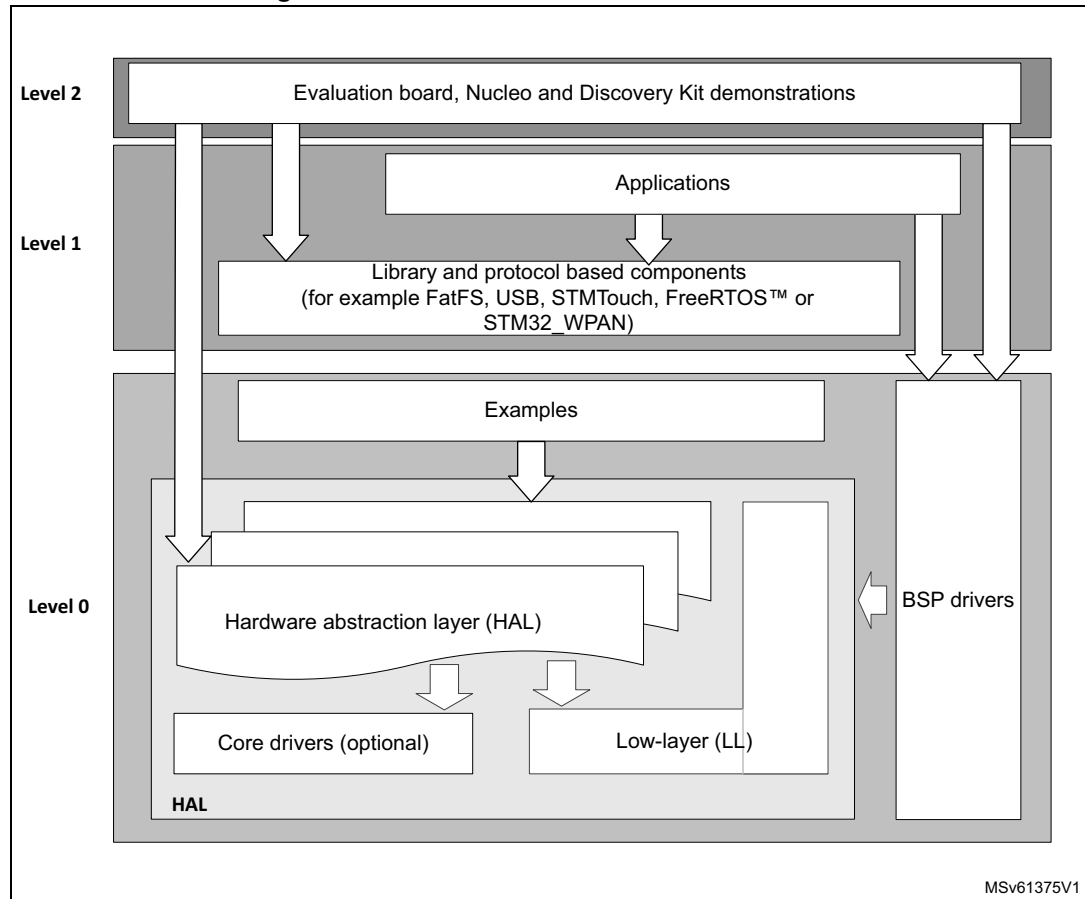 Level 2
Evaluation board, Nucleo and Discovery Kit demonstrations
Level 1
Applications
Library and protocol based components
(for example FatFS, USB, STMTouch, FreeRTOS™ or
STM32_WPAN)
Level 0
Examples
Hardware abstraction layer (HAL)
BSP drivers
Core drivers (optional)
Low-layer (LL)
HAL
MSv61375V1